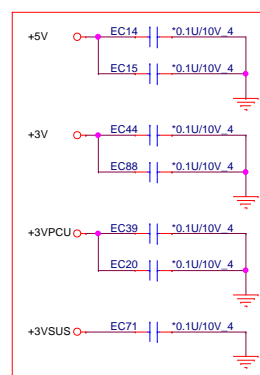 +5V EC14 *0.1U/10V_4
EC15 *0.1U/10V_4
+3V EC44 *0.1U/10V_4
EC88 *0.1U/10V_4
+3VPCU EC39 *0.1U/10V_4
EC20 *0.1U/10V_4
+3VSUS EC71 *0.1U/10V_4